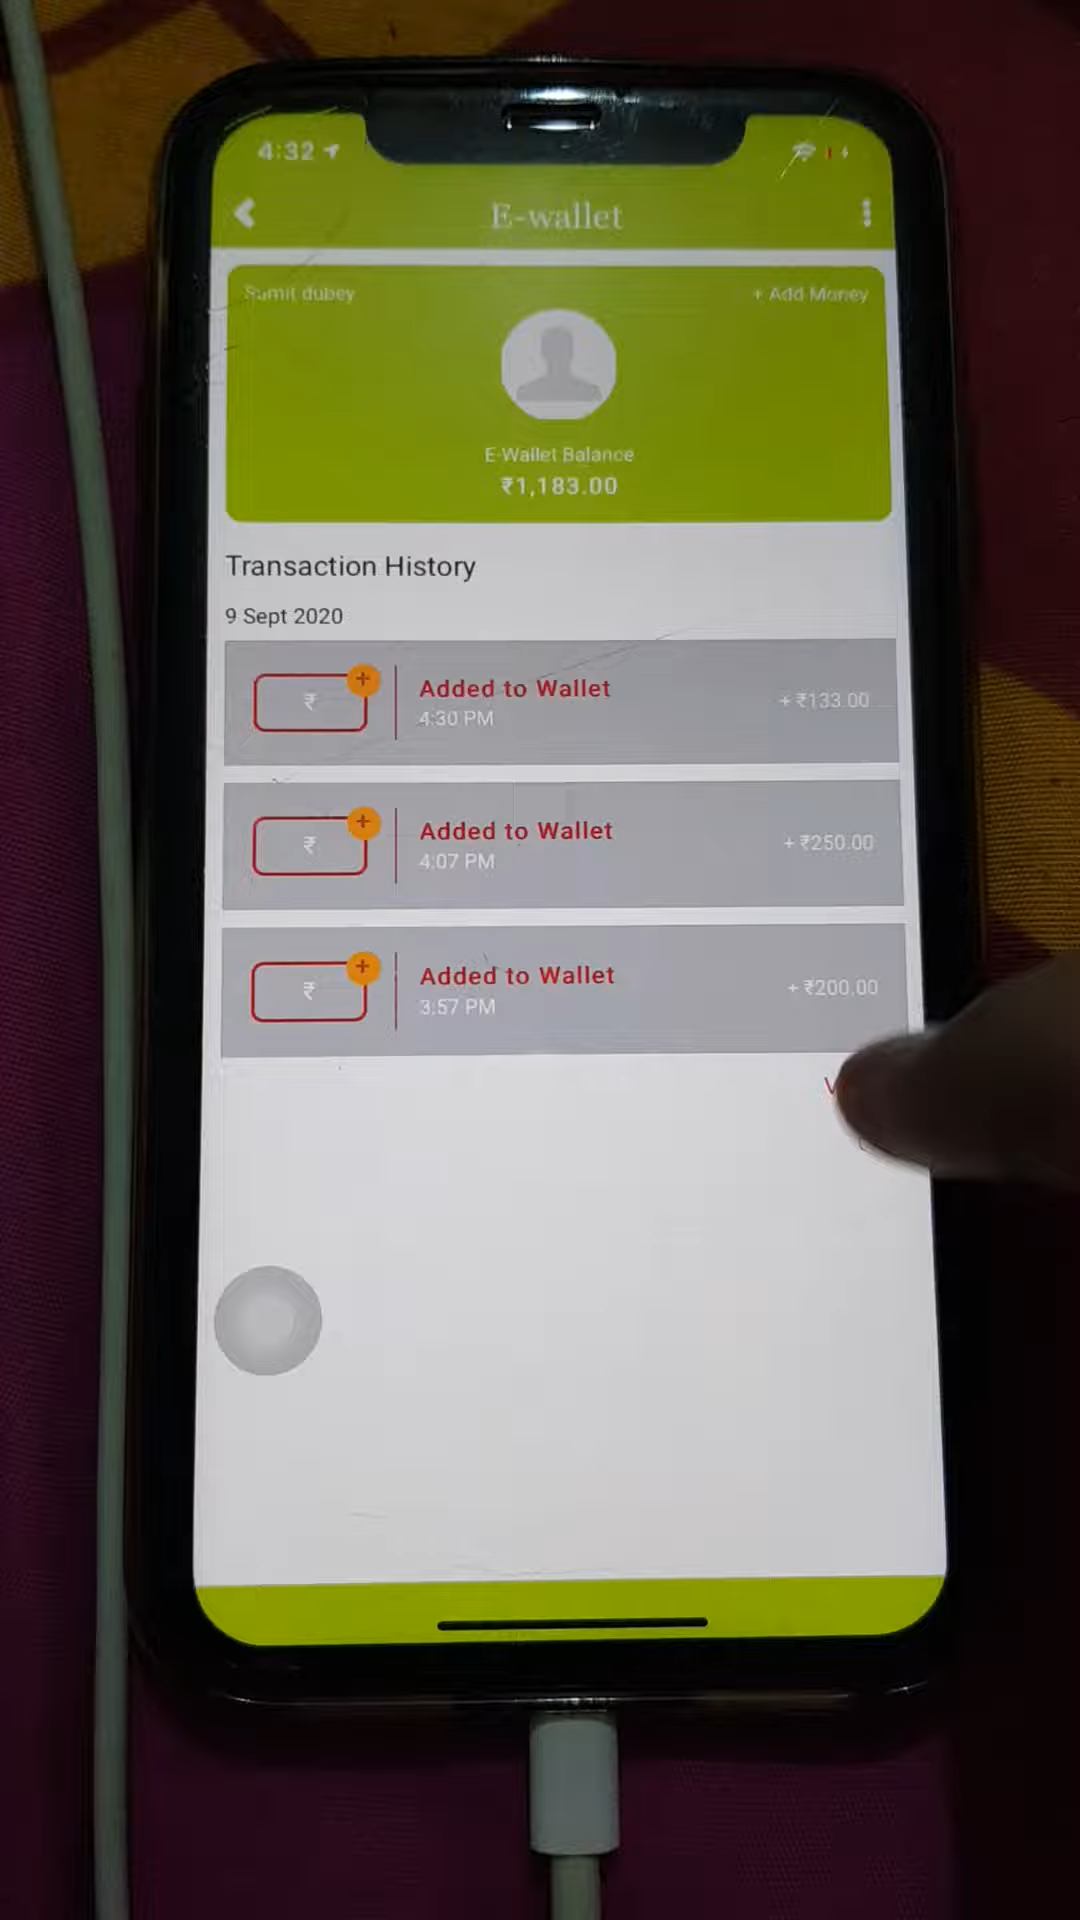 4:32
E-wallet
Sumit dubey
+ Add Money
E-Wallet Balance
₹1,183.00
Transaction History
9 Sept 2020
₹
+
Added to Wallet
4:30 PM
+ ₹133.00
₹
+
Added to Wallet
4:07 PM
+ ₹250.00
₹
+
Added to Wallet
3:57 PM
+ ₹200.00